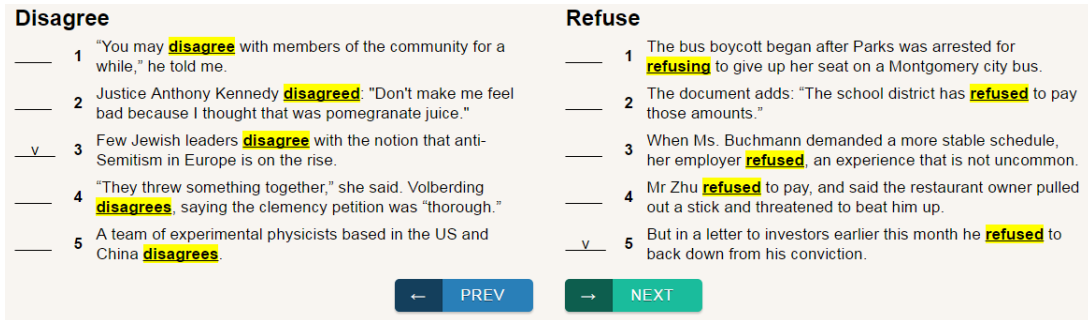 Disagree
1 “You may disagree with members of the community for a
while,” he told me.
2 Justice Anthony Kennedy disagreed: "Don't make me feel
bad because I thought that was pomegranate juice."
v 3 Few Jewish leaders disagree with the notion that anti-
Semitism in Europe is on the rise.
4 “They threw something together,” she said. Volberding
disagrees, saying the clemency petition was “thorough.”
5 A team of experimental physicists based in the US and
China disagrees.
Refuse
1 The bus boycott began after Parks was arrested for
refusing to give up her seat on a Montgomery city bus.
2 The document adds: “The school district has refused to pay
those amounts.”
3 When Ms. Buchmann demanded a more stable schedule,
her employer refused, an experience that is not uncommon.
4 Mr Zhu refused to pay, and said the restaurant owner pulled
out a stick and threatened to beat him up.
v 5 But in a letter to investors earlier this month he refused to
back down from his conviction.
← PREV
→ NEXT